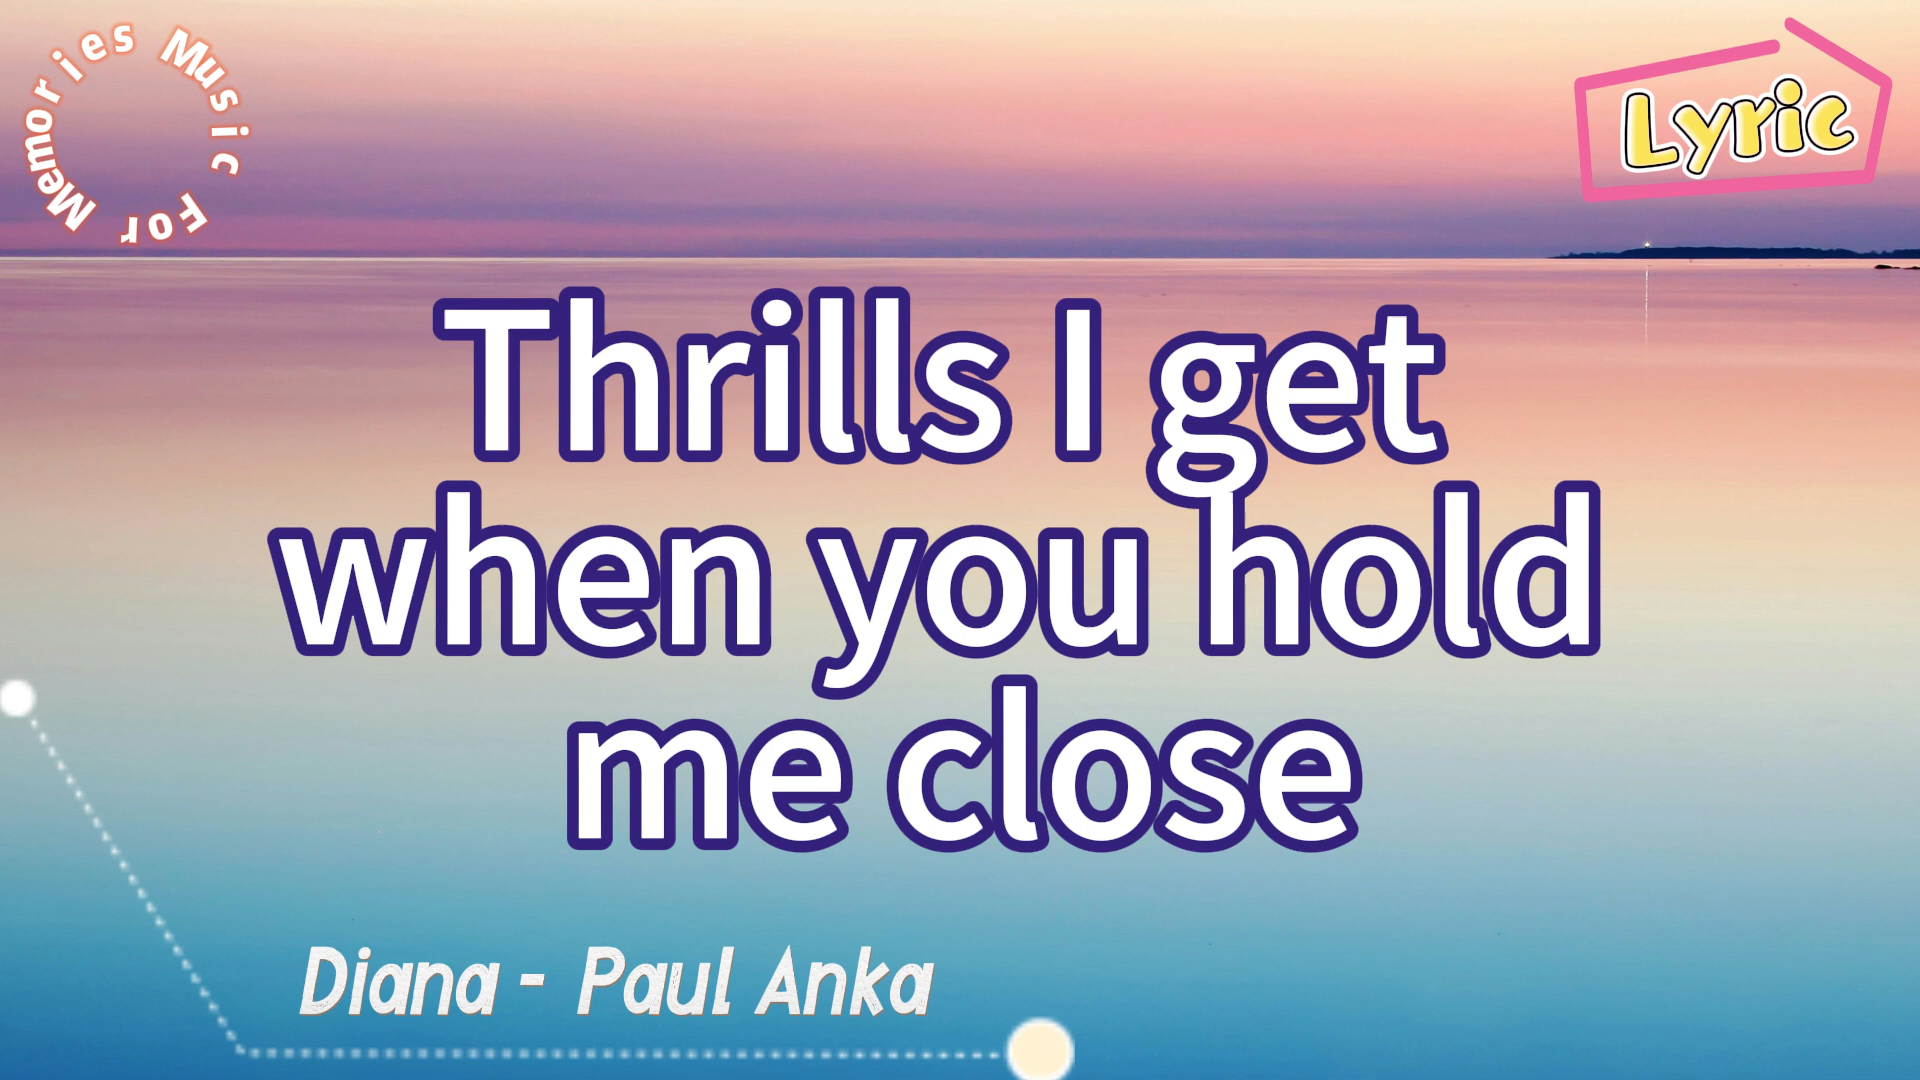 Music For Memories
Lyric
Thrills I get
when you hold
me close
Diana - Paul Anka